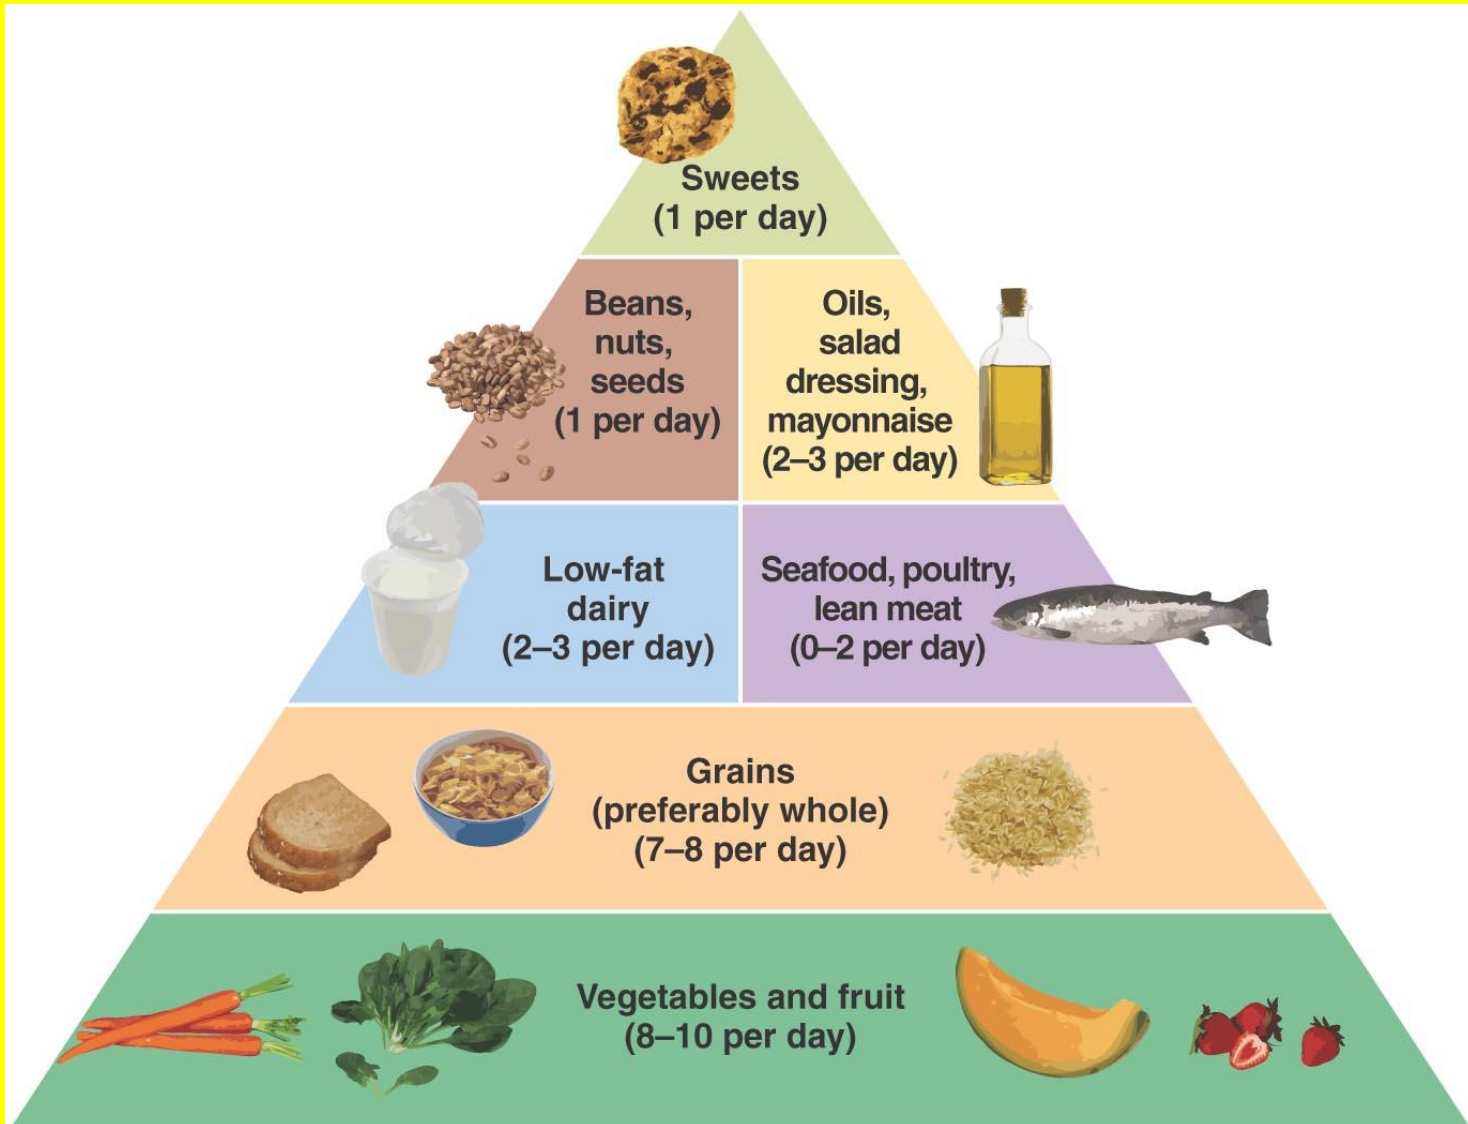 Sweets
(1 per day)
Beans,
nuts,
seeds
(1 per day)
Oils,
salad
dressing,
mayonnaise
(2–3 per day)
Low-fat
dairy
(2–3 per day)
Seafood, poultry,
lean meat
(0–2 per day)
Grains
(preferably whole)
(7–8 per day)
Vegetables and fruit
(8–10 per day)